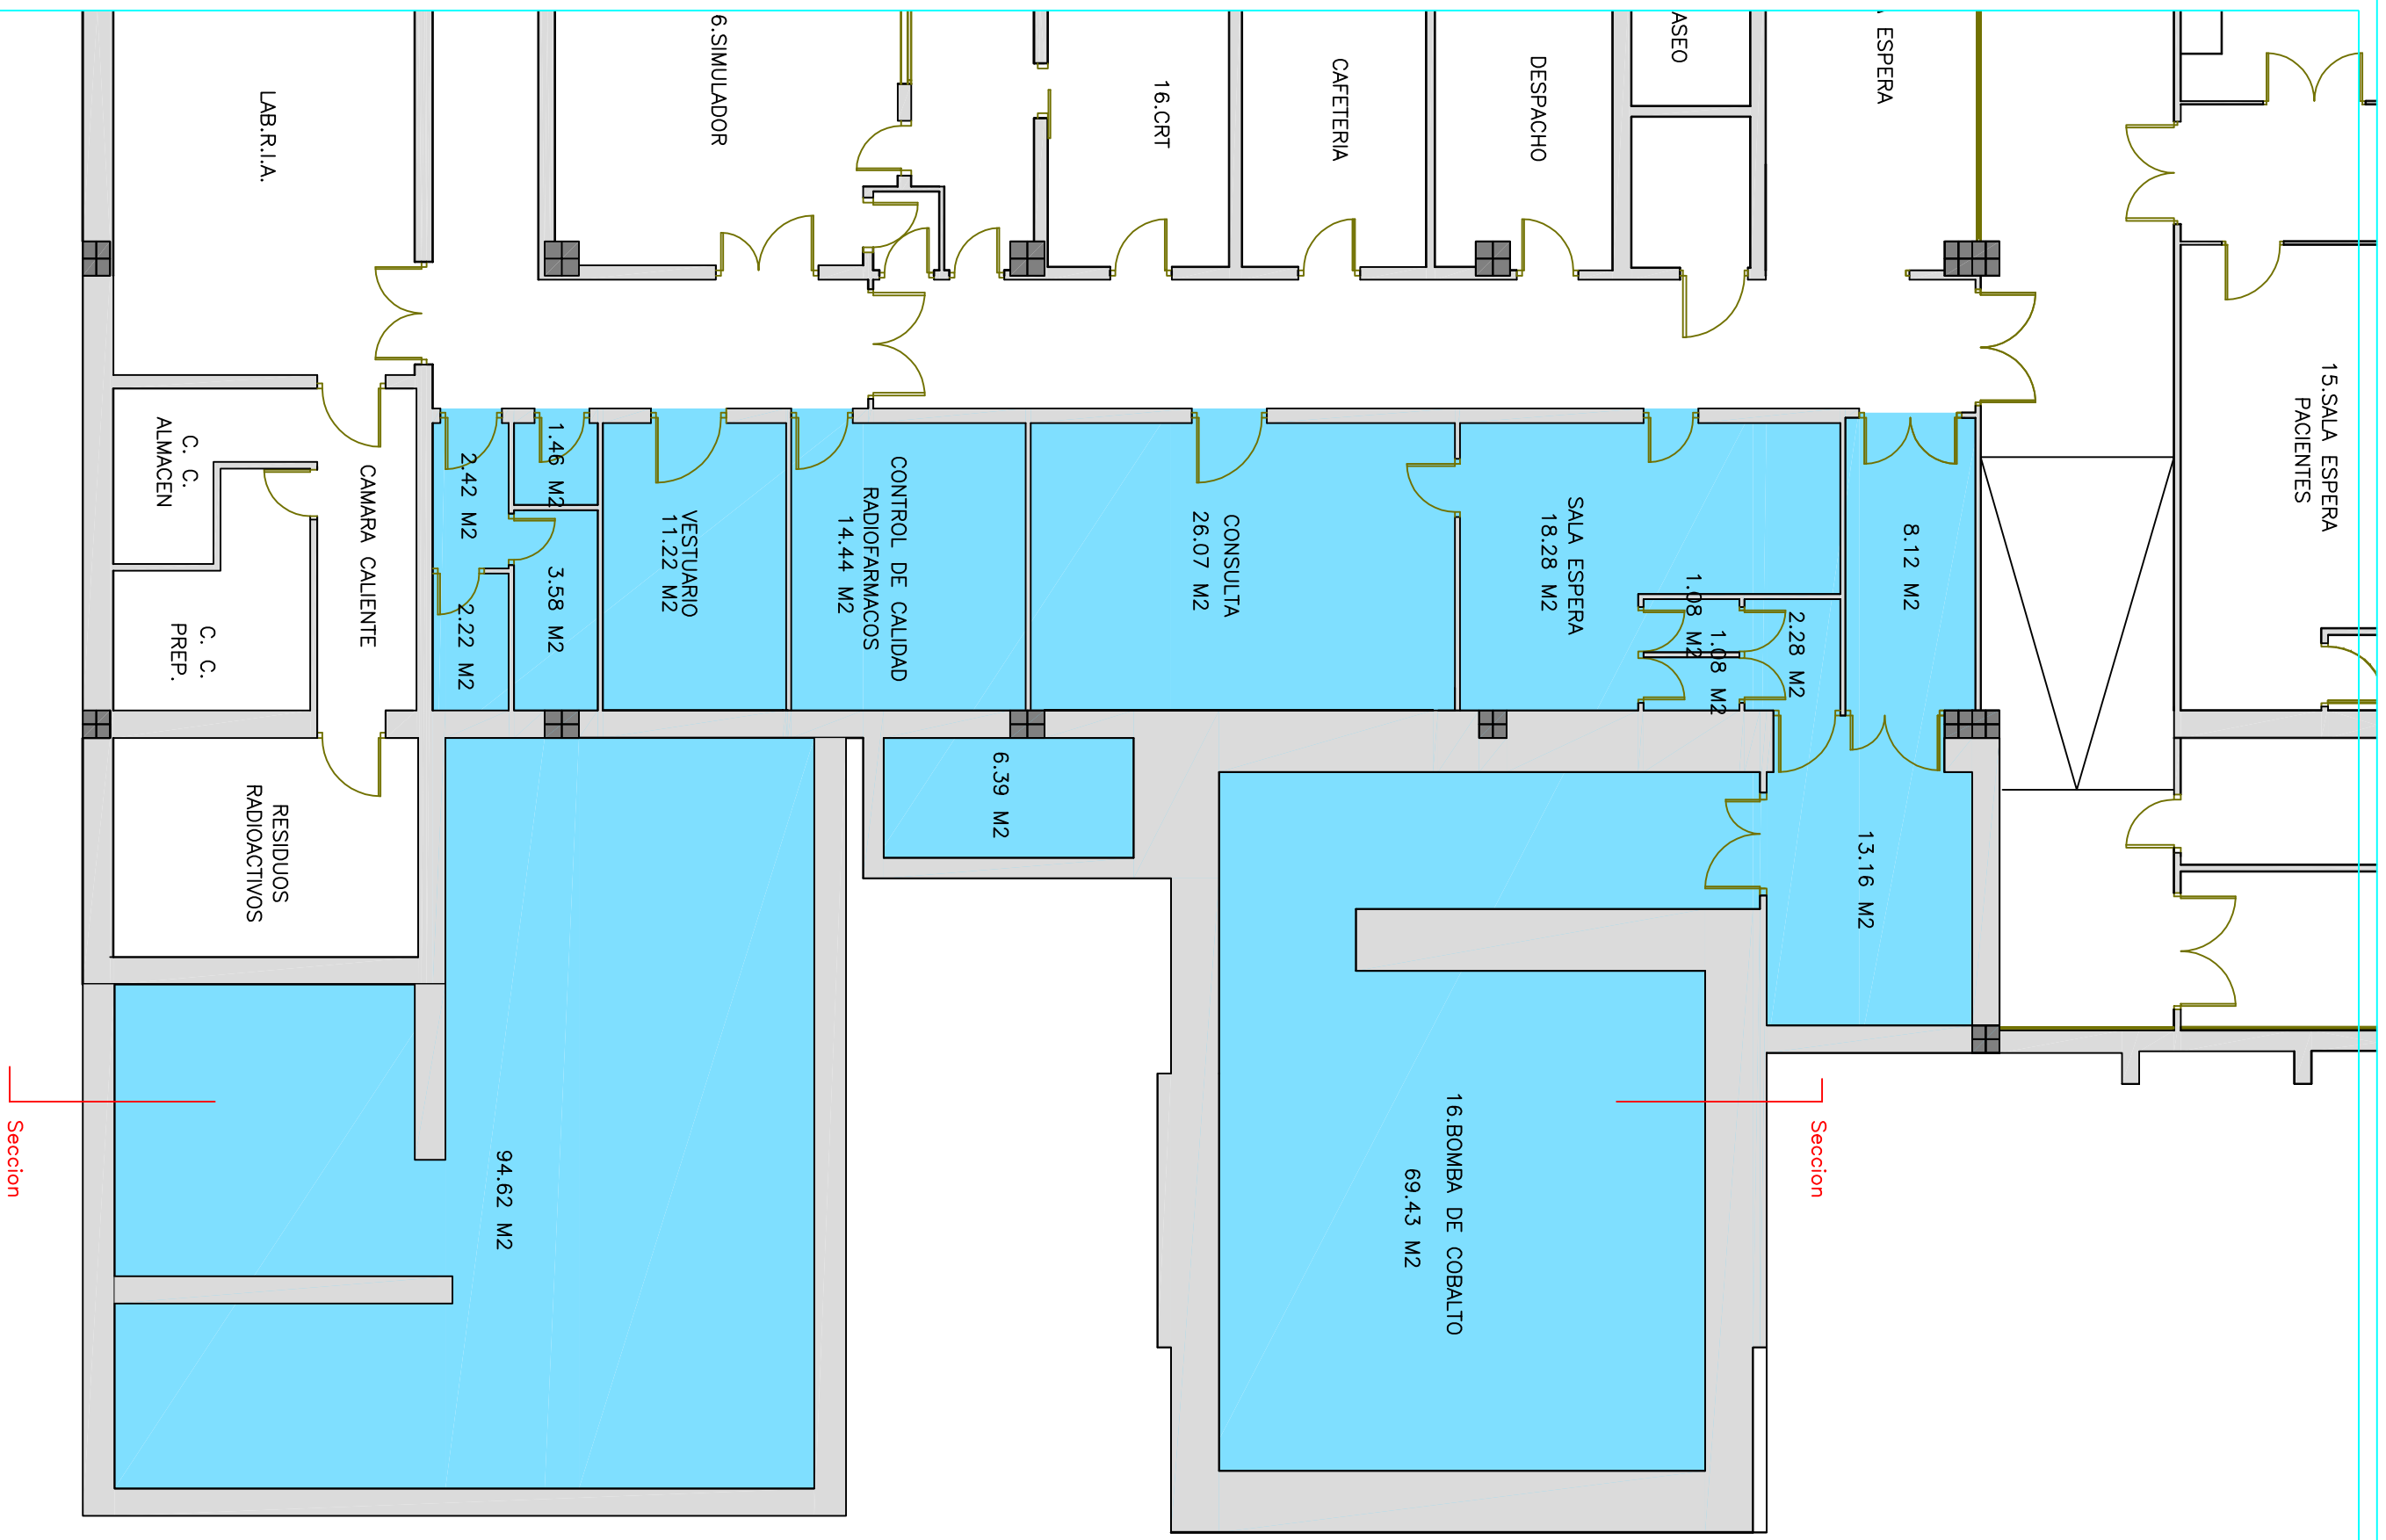 6.SIMULADOR
16.CRT
CAFETERIA
DESPACHO
ASEO
ESPERA
LAB.R.I.A.
15.SALA ESPERA
PACIENTES
C. C.
ALMACEN
CAMARA CALIENTE
C. C.
PREP.
2.42 M2
1.46 M2
3.58 M2
2.22 M2
VESTUARIO
11.22 M2
CONTROL DE CALIDAD
RADIOFARMACOS
14.44 M2
CONSULTA
26.07 M2
SALA ESPERA
18.28 M2
1.08 M2
1.08 M2
2.28 M2
8.12 M2
RESIDUOS
RADIOACTIVOS
6.39 M2
13.16 M2
94.62 M2
16.BOMBA DE COBALTO
69.43 M2
Seccion
Seccion